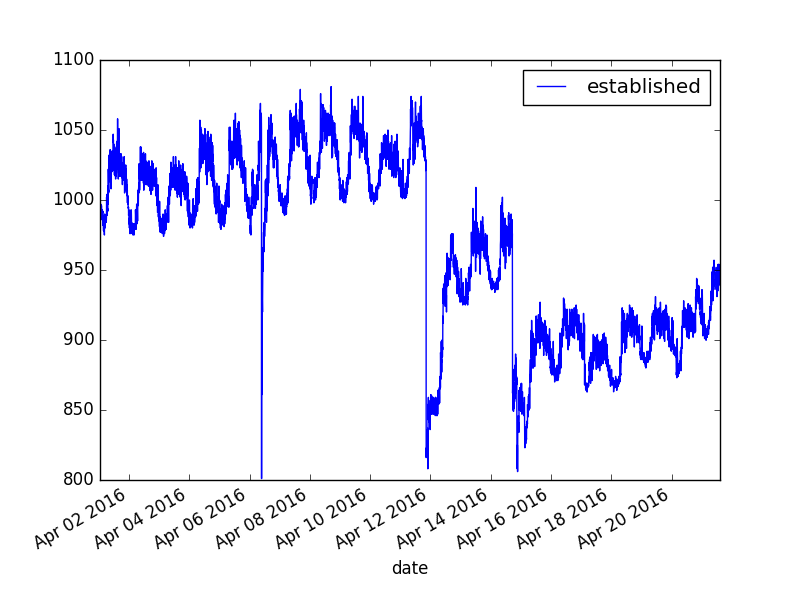 1100
established
1050
1000
950
900
850
800
Apr 02 2016
Apr 04 2016
Apr 06 2016
Apr 08 2016
Apr 10 2016
Apr 12 2016
Apr 14 2016
Apr 16 2016
Apr 18 2016
Apr 20 2016
date